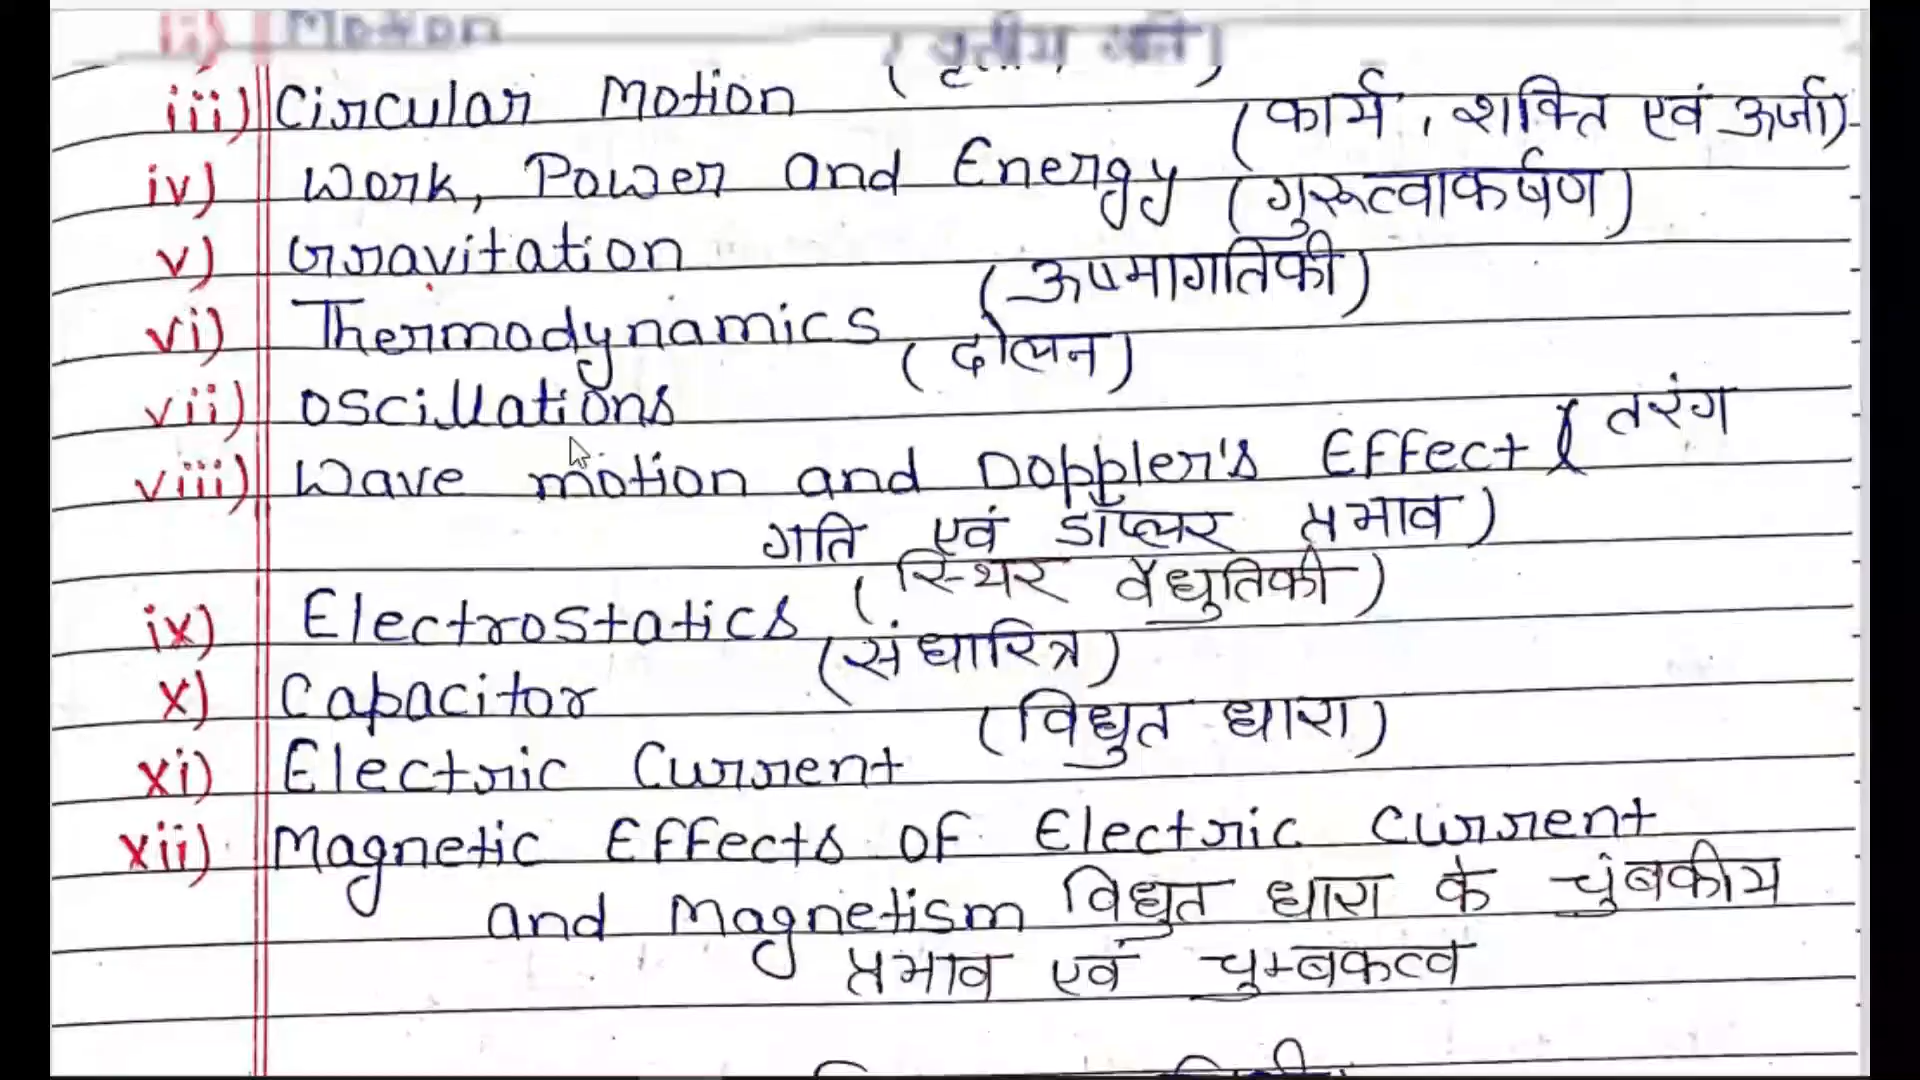 ii) Motion
iii) Circular Motion (वृत्तीय गति)
iv) Work, Power and Energy (कार्य, शक्ति एवं ऊर्जा)
v) Gravitation (गुरूत्वाकर्षण)
vi) Thermodynamics (ऊष्मागतिकी)
vii) Oscillations (दोलन)
viii) Wave motion and Doppler's Effect (तरंग
गति एवं डॉप्लर प्रभाव)
ix) Electrostatics (स्थिर वैधुतिकी)
x) Capacitor (संधारित्र)
xi) Electric Current (विधुत धारा)
xii) Magnetic Effects of Electric Current
and Magnetism विधुत धारा के चुंबकीय
प्रभाव एवं चुम्बकत्व